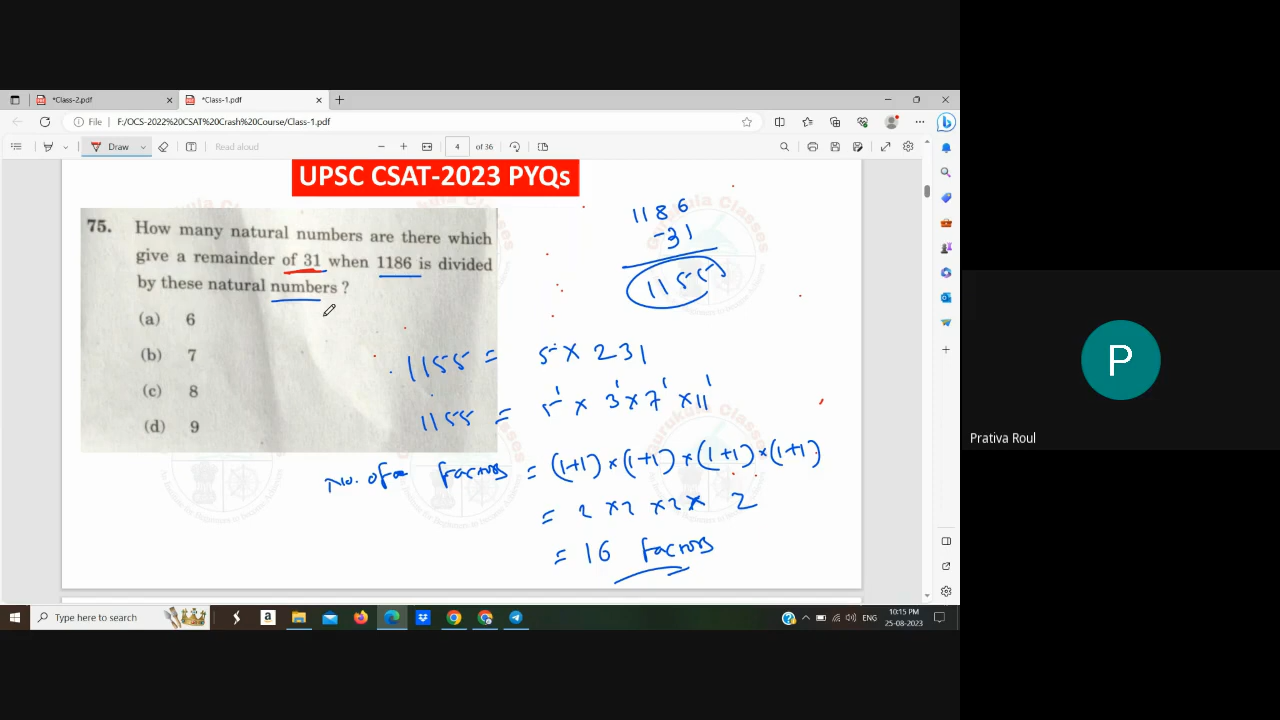 *Class-2.pdf
*Class-1.pdf
File F:/OCS-2022%20CSAT%20Crash%20Course/Class-1.pdf
Draw
Read aloud
4 of 36
UPSC CSAT-2023 PYQs
75. How many natural numbers are there which
give a remainder of 31 when 1186 is divided
by these natural numbers ?
(a) 6
(b) 7
(c) 8
(d) 9
1186
-31
1155
1155 = 5 × 231
1155 = 5¹ × 3¹ × 7¹ × 11¹
No. of factors = (1+1) × (1+1) × (1+1) × (1+1)
= 2 × 2 × 2 × 2
= 16 factors
P
Prativa Roul
Type here to search
ENG
10:15 PM
25-08-2023